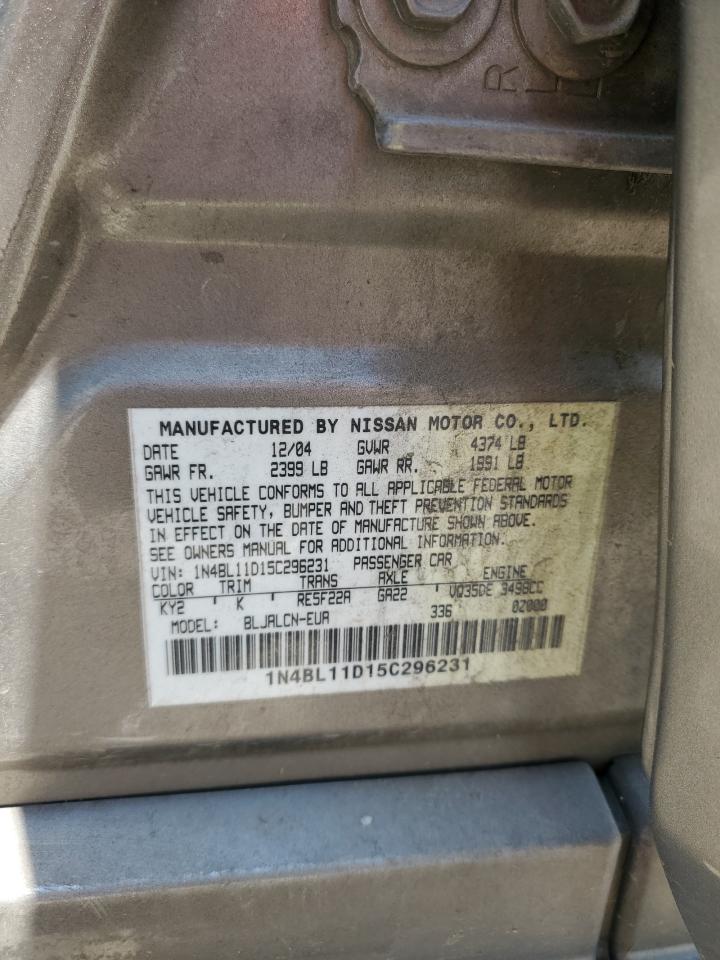 R
L
MANUFACTURED BY NISSAN MOTOR CO., LTD.
DATE 12/04 GVWR 4374 LB
GAWR FR. 2399 LB GAWR RR. 1991 LB
THIS VEHICLE CONFORMS TO ALL APPLICABLE FEDERAL MOTOR
VEHICLE SAFETY, BUMPER AND THEFT PREVENTION STANDARDS
IN EFFECT ON THE DATE OF MANUFACTURE SHOWN ABOVE.
SEE OWNERS MANUAL FOR ADDITIONAL INFORMATION.
VIN: 1N4BL11D15C296231 PASSENGER CAR
COLOR TRIM TRANS AXLE ENGINE
KY2 K RE5F22A GA22 VQ35DE 3498CC
MODEL: BLJALCN-EUA 336 02000
1N4BL11D15C296231